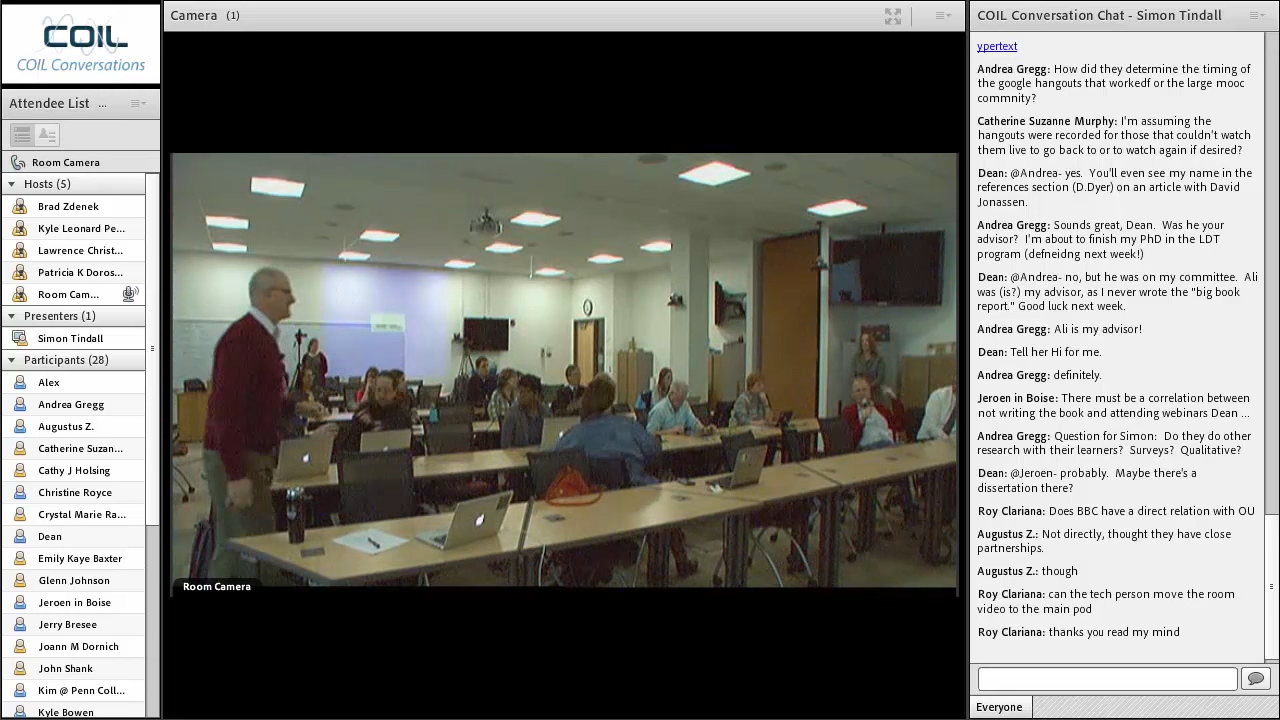 COIL
COIL Conversations
Attendee List ...
Room Camera
Hosts (5)
Brad Zdenek
Kyle Leonard Pe...
Lawrence Christ...
Patricia K Doros...
Room Cam...
Presenters (1)
Simon Tindall
Participants (28)
Alex
Andrea Gregg
Augustus Z.
Catherine Suzan...
Cathy J Holsing
Christine Royce
Crystal Marie Ra...
Dean
Emily Kaye Baxter
Glenn Johnson
Jeroen in Boise
Jerry Bresee
Joann M Dornich
John Shank
Kim @ Penn Coll...
Kyle Bowen
Camera (1)
Room Camera
COIL Conversation Chat - Simon Tindall
ypertext
Andrea Gregg: How did they determine the timing of
the google hangouts that workedf or the large mooc
commnity?
Catherine Suzanne Murphy: I'm assuming the
hangouts were recorded for those that couldn't watch
them live to go back to or to watch again if desired?
Dean: @Andrea- yes. You'll even see my name in the
references section (D.Dyer) on an article with David
Jonassen.
Andrea Gregg: Sounds great, Dean. Was he your
advisor? I'm about to finish my PhD in the LDT
program (defneidng next week!)
Dean: @Andrea- no, but he was on my committee. Ali
was (is?) my advisor, as I never wrote the "big book
report." Good luck next week.
Andrea Gregg: Ali is my advisor!
Dean: Tell her Hi for me.
Andrea Gregg: definitely.
Jeroen in Boise: There must be a correlation between
not writing the book and attending webinars Dean ...
Andrea Gregg: Question for Simon: Do they do other
research with their learners? Surveys? Qualitative?
Dean: @Jeroen- probably. Maybe there's a
dissertation there?
Roy Clariana: Does BBC have a direct relation with OU
Augustus Z.: Not directly, thought they have close
partnerships.
Augustus Z.: though
Roy Clariana: can the tech person move the room
video to the main pod
Roy Clariana: thanks you read my mind
Everyone